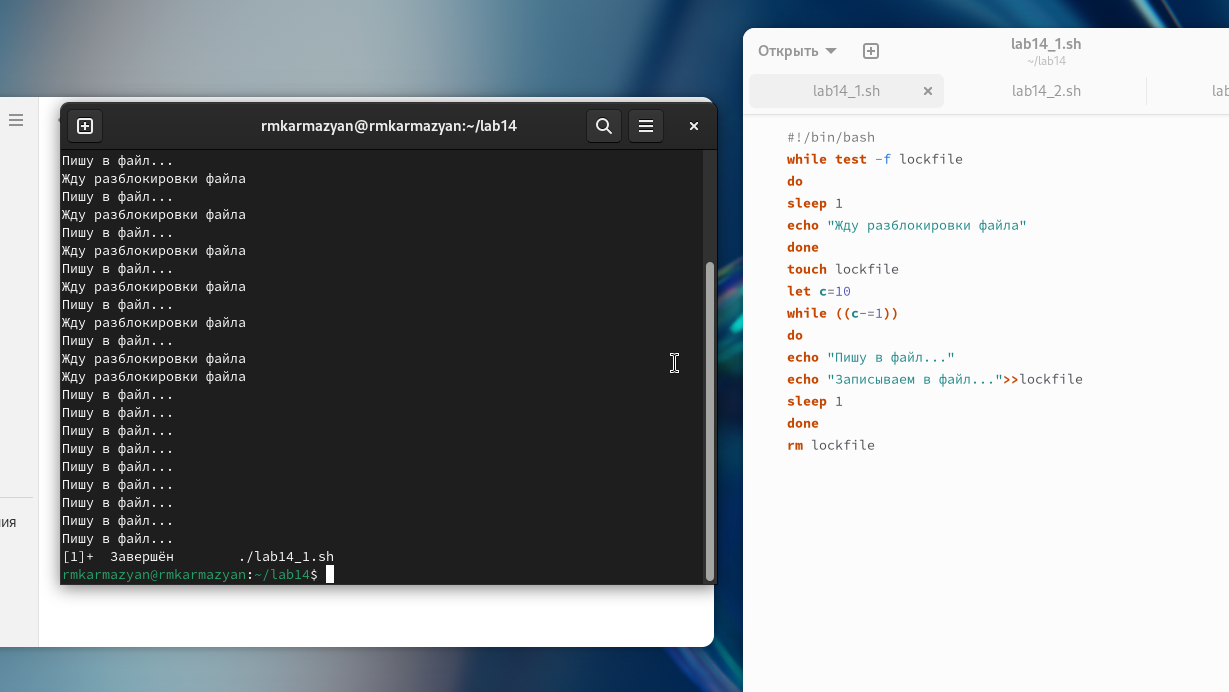 rmkarmazyan@rmkarmazyan:~/lab14
Пишу в файл...
Жду разблокировки файла
Пишу в файл...
Жду разблокировки файла
Пишу в файл...
Жду разблокировки файла
Пишу в файл...
Жду разблокировки файла
Пишу в файл...
Жду разблокировки файла
Пишу в файл...
Жду разблокировки файла
Жду разблокировки файла
Пишу в файл...
Пишу в файл...
Пишу в файл...
Пишу в файл...
Пишу в файл...
Пишу в файл...
Пишу в файл...
Пишу в файл...
Пишу в файл...
[1]+  Завершён        ./lab14_1.sh
rmkarmazyan@rmkarmazyan:~/lab14$
Открыть
lab14_1.sh
~/lab14
lab14_1.sh
lab14_2.sh
#!/bin/bash
while test -f lockfile
do
sleep 1
echo "Жду разблокировки файла"
done
touch lockfile
let c=10
while ((c-=1))
do
echo "Пишу в файл..."
echo "Записываем в файл...">>lockfile
sleep 1
done
rm lockfile